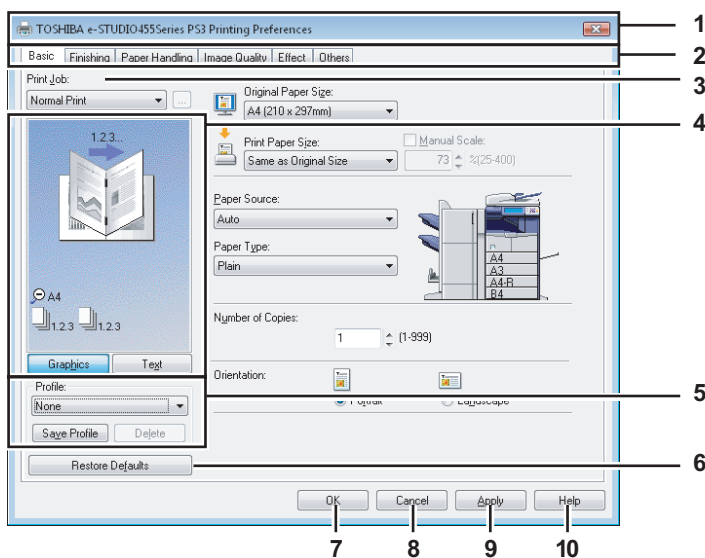 TOSHIBA e-STUDIO455Series PS3 Printing Preferences
1
Basic Finishing Paper Handling Image Quality Effect Others
2
Print Job:
3
Normal Print
...
Original Paper Size:
A4 (210 x 297mm)
4
1.2.3...
Print Paper Size:
Same as Original Size
Manual Scale:
73 %(25-400)
Paper Source:
Auto
Paper Type:
Plain
A4
A3
A4-R
B4
A4
1.2.3 1.2.3
Number of Copies:
1 (1-999)
Graphics Text
Orientation:
Portrait Landscape
Profile:
None
5
Save Profile Delete
Restore Defaults
6
OK Cancel Apply Help
7 8 9 10